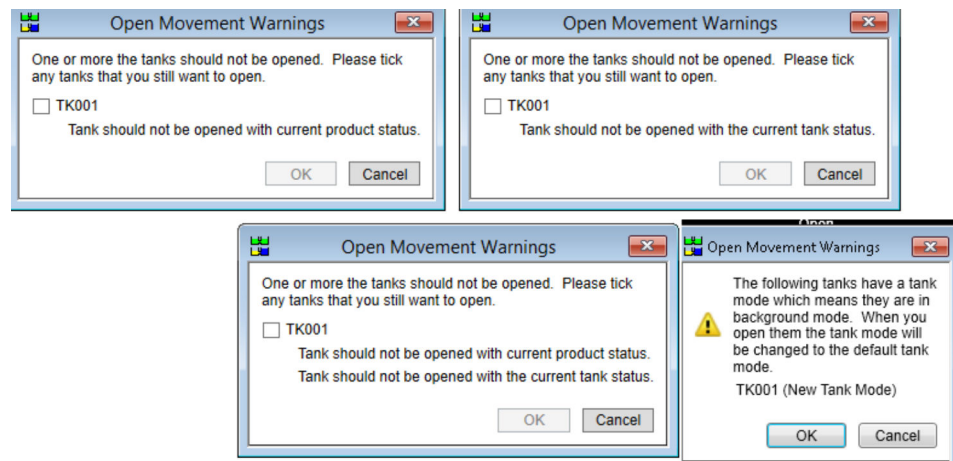 Open Movement Warnings
One or more the tanks should not be opened. Please tick
any tanks that you still want to open.
TK001
Tank should not be opened with current product status.
OK Cancel
Open Movement Warnings
One or more the tanks should not be opened. Please tick
any tanks that you still want to open.
TK001
Tank should not be opened with the current tank status.
OK Cancel
Open Movement Warnings
One or more the tanks should not be opened. Please tick
any tanks that you still want to open.
TK001
Tank should not be opened with current product status.
Tank should not be opened with the current tank status.
OK Cancel
Open
Open Movement Warnings
The following tanks have a tank
mode which means they are in
background mode. When you
open them the tank mode will
be changed to the default tank
mode.
TK001 (New Tank Mode)
OK Cancel